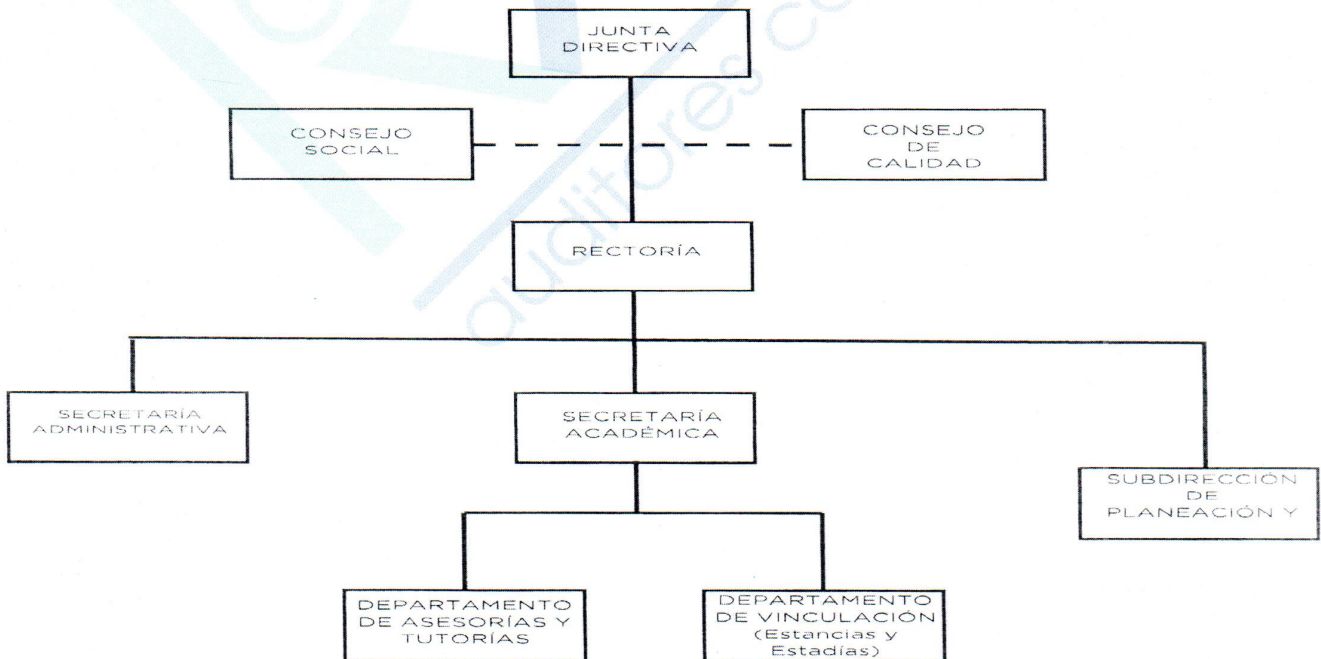 JUNTA
DIRECTIVA
CONSEJO
SOCIAL
CONSEJO
DE
CALIDAD
RECTORÍA
SECRETARÍA
ADMINISTRATIVA
SECRETARÍA
ACADÉMICA
SUBDIRECCIÓN
DE
PLANEACIÓN Y
DEPARTAMENTO
DE ASESORÍAS Y
TUTORÍAS
DEPARTAMENTO
DE VINCULACIÓN
(Estancias y
Estadías)
auditores